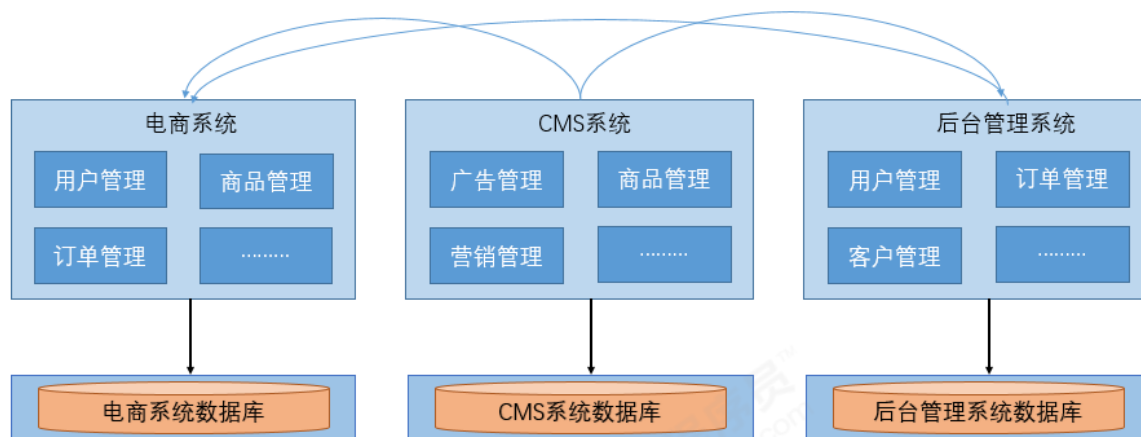 电商系统
用户管理
商品管理
订单管理
………
CMS系统
广告管理
商品管理
营销管理
………
后台管理系统
用户管理
订单管理
客户管理
………
电商系统数据库
CMS系统数据库
后台管理系统数据库